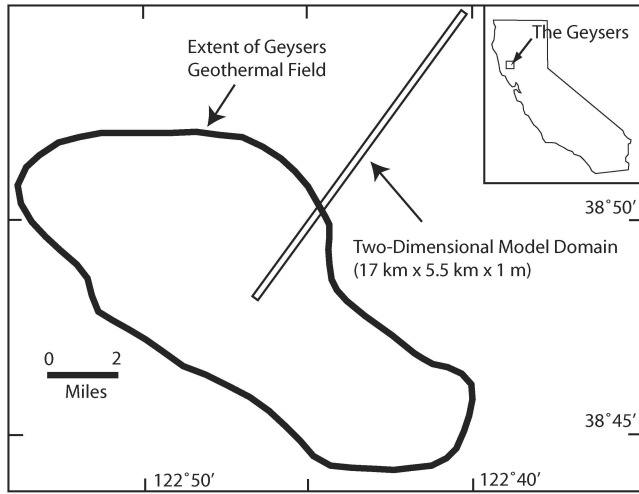 The Geysers
Extent of Geysers
Geothermal Field
38˚50’
Two-Dimensional Model Domain
(17 km x 5.5 km x 1 m)
0 2
Miles
38˚45’
122˚50’ 122˚40’